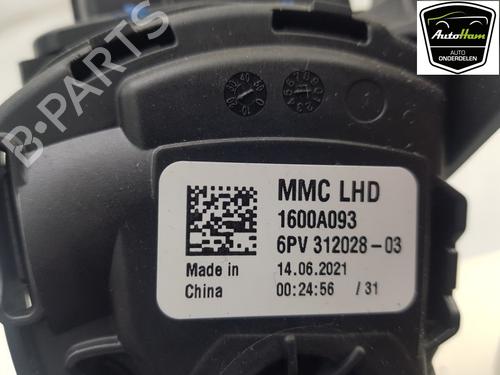 AutoHam
AUTO
ONDERDELEN
B-PARTS
MMC LHD
1600A093
6PV 312028-03
Made in
China
14.06.2021
00:24:56 /31